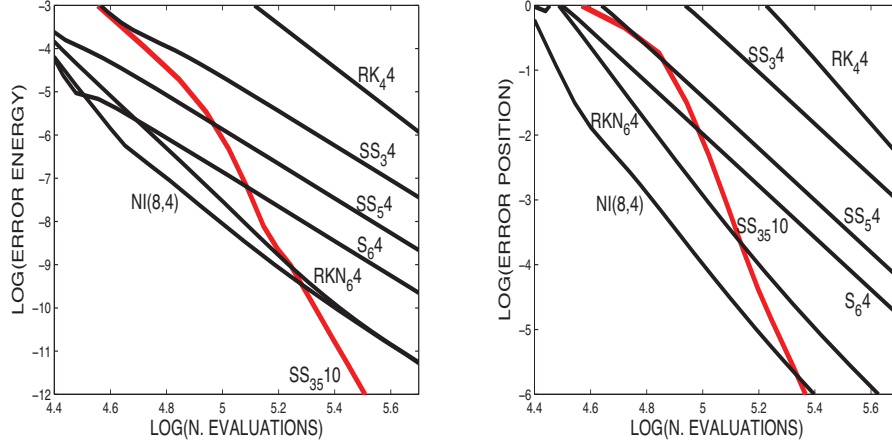 LOG(ERROR ENERGY)
−3
−4
−5
−6
−7
−8
−9
−10
−11
−12
4.4 4.6 4.8 5 5.2 5.4 5.6
LOG(N. EVALUATIONS)
RK₄4
SS₃4
SS₅4
S₆4
NI(8,4)
RKN₆4
SS₃₅10
LOG(ERROR POSITION)
0
−1
−2
−3
−4
−5
−6
4.4 4.6 4.8 5 5.2 5.4 5.6
LOG(N. EVALUATIONS)
SS₃4
RK₄4
RKN₆4
NI(8,4)
SS₃₅10
SS₅4
S₆4